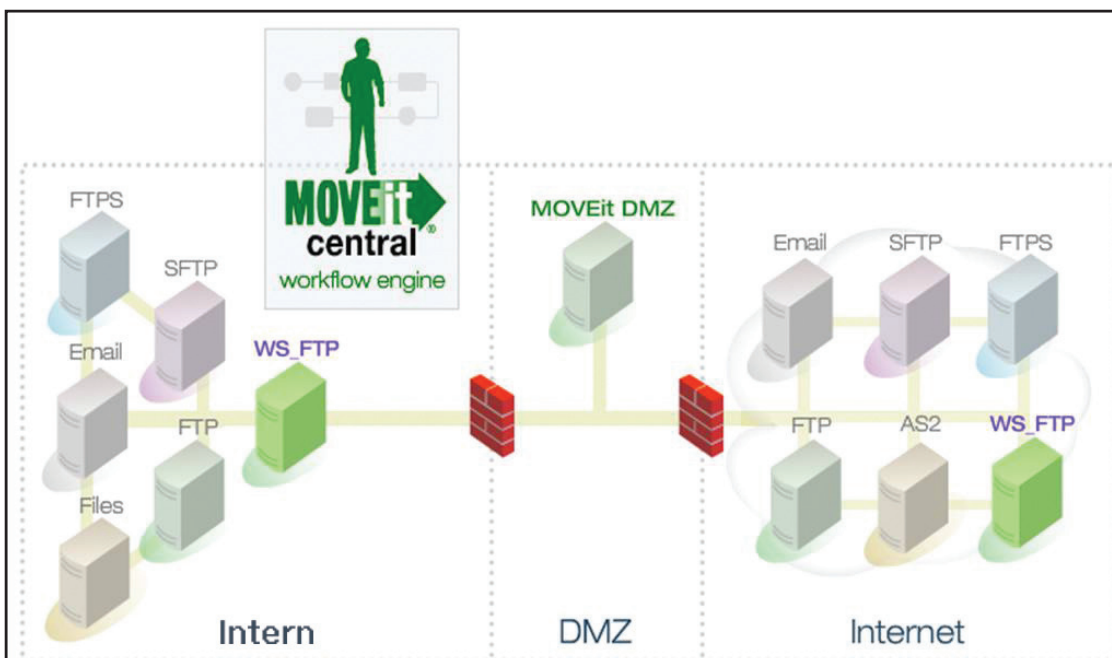 MOVEit®
central
workflow engine
FTPS
SFTP
Email
WS_FTP
FTP
Files
Intern
MOVEit DMZ
DMZ
Email
SFTP
FTPS
FTP
AS2
WS_FTP
Internet